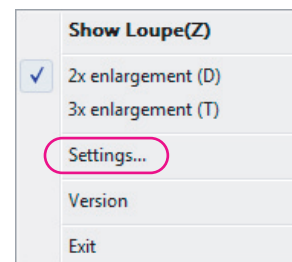 Show Loupe(Z)
2x enlargement (D)
3x enlargement (T)
Settings...
Version
Exit